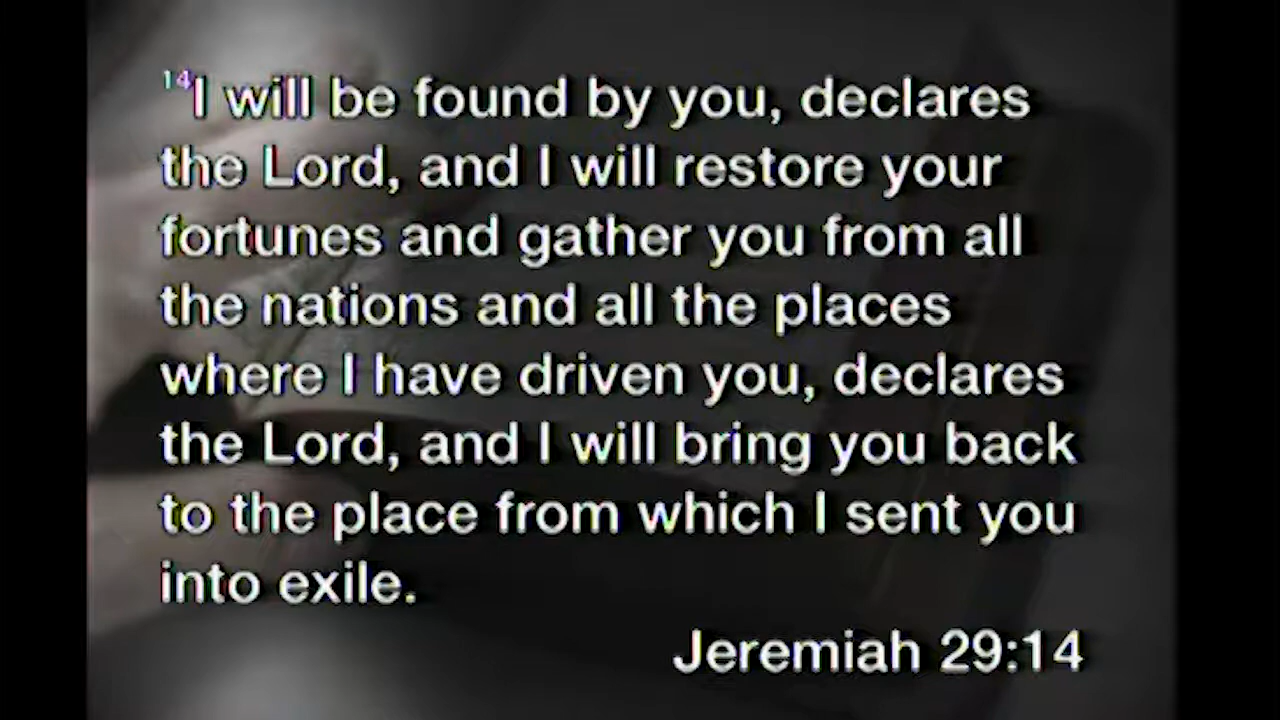 14I will be found by you, declares
the Lord, and I will restore your
fortunes and gather you from all
the nations and all the places
where I have driven you, declares
the Lord, and I will bring you back
to the place from which I sent you
into exile.
Jeremiah 29:14